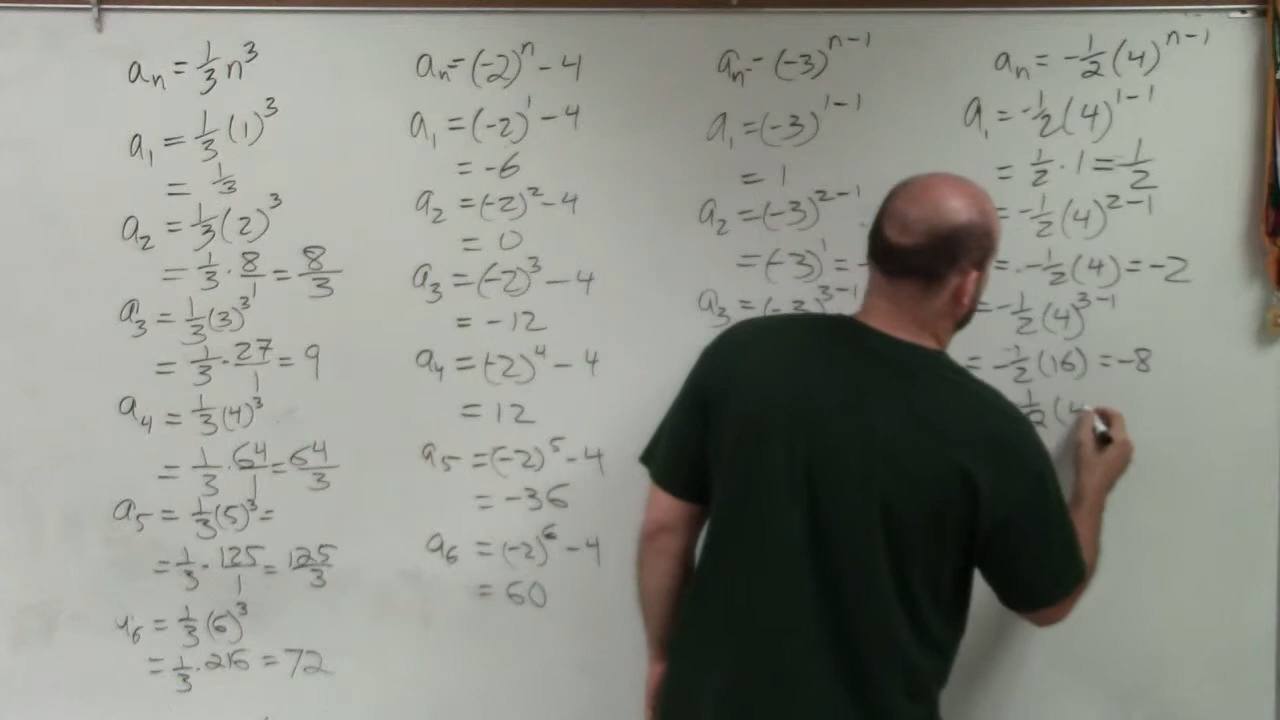 aₙ = 1/3 n³
a₁ = 1/3 (1)³
= 1/3
a₂ = 1/3 (2)³
= 1/3 · 8/1 = 8/3
a₃ = 1/3 (3)³
= 1/3 · 27/1 = 9
a₄ = 1/3 (4)³
= 1/3 · 64/1 = 64/3
a₅ = 1/3 (5)³ =
= 1/3 · 125/1 = 125/3
a₆ = 1/3 (6)³
= 1/3 · 216 = 72
aₙ = (-2)ⁿ - 4
a₁ = (-2)¹ - 4
= -6
a₂ = (-2)² - 4
= 0
a₃ = (-2)³ - 4
= -12
a₄ = (-2)⁴ - 4
= 12
a₅ = (-2)⁵ - 4
= -36
a₆ = (-2)⁶ - 4
= 60
aₙ = (-3)ⁿ⁻¹
a₁ = (-3)¹⁻¹
= 1
a₂ = (-3)²⁻¹
= (-3)¹ = -
a₃ = (-3)³⁻¹
aₙ = -1/2 (4)ⁿ⁻¹
a₁ = -1/2 (4)¹⁻¹
= 1/2 · 1 = 1/2
= -1/2 (4)²⁻¹
= -1/2 (4) = -2
= -1/2 (4)³⁻¹
= -1/2 (16) = -8
1/2 (4